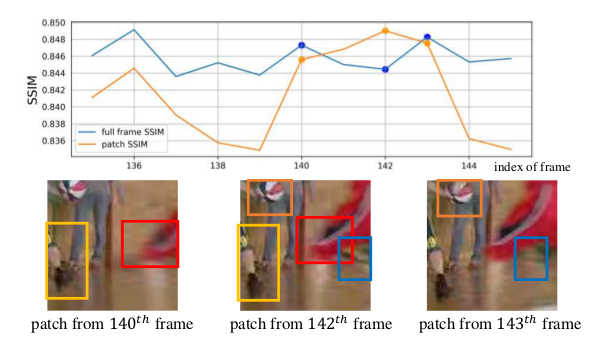 0.850
0.848
0.846
0.844
0.842
0.840
0.838
0.836
SSIM
full frame SSIM
patch SSIM
136 138 140 142 144
index of frame
patch from 140th frame patch from 142th frame patch from 143th frame